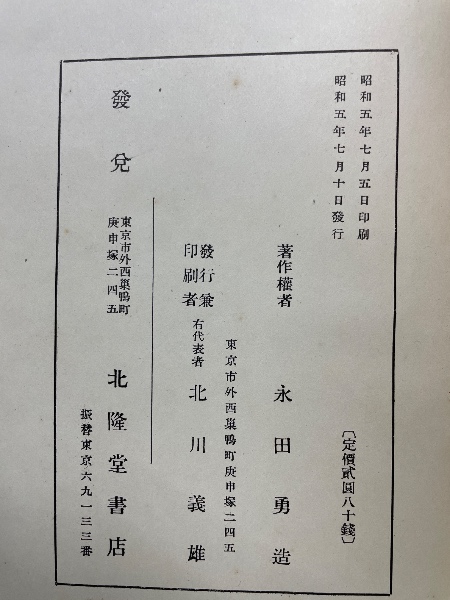 昭和五年七月五日印刷
昭和五年七月十日發行
〔定價貳圓八十錢〕
著作權者 永田勇造
東京市外西巢鴨町庚申塚二四五
發行兼印刷者 右代表者 北川義雄
發兌 東京市外西巢鴨町庚申塚二四五 北隆堂書店
振替東京六九一三三番